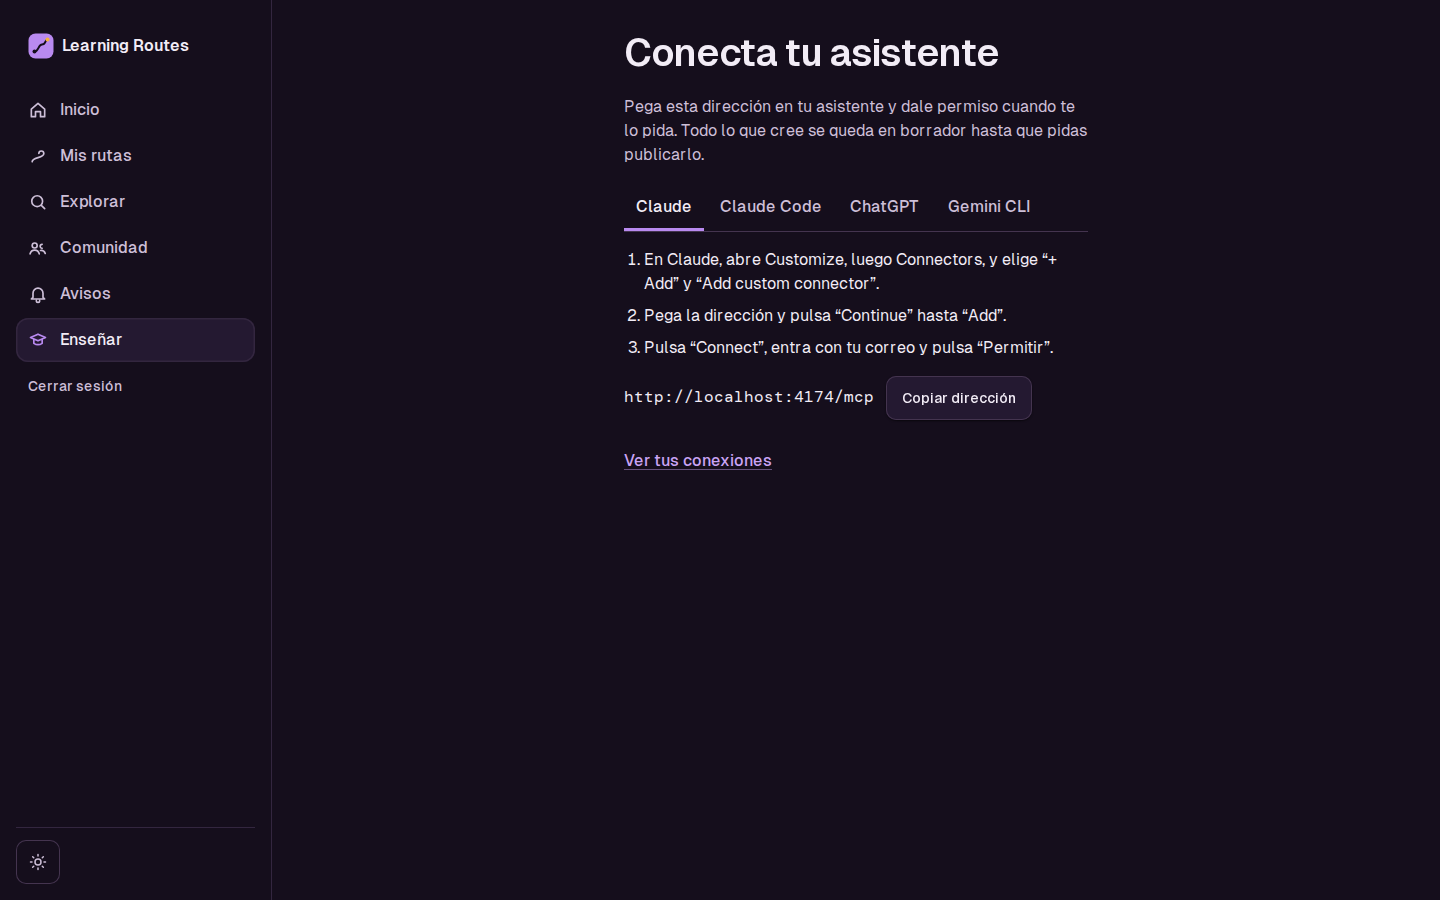 Learning Routes
Inicio
Mis rutas
Explorar
Comunidad
Avisos
Enseñar
Cerrar sesión
Conecta tu asistente
Pega esta dirección en tu asistente y dale permiso cuando te
lo pida. Todo lo que cree se queda en borrador hasta que pidas
publicarlo.
Claude
Claude Code
ChatGPT
Gemini CLI
1. En Claude, abre Customize, luego Connectors, y elige “+
Add” y “Add custom connector”.
2. Pega la dirección y pulsa “Continue” hasta “Add”.
3. Pulsa “Connect”, entra con tu correo y pulsa “Permitir”.
http://localhost:4174/mcp
Copiar dirección
Ver tus conexiones